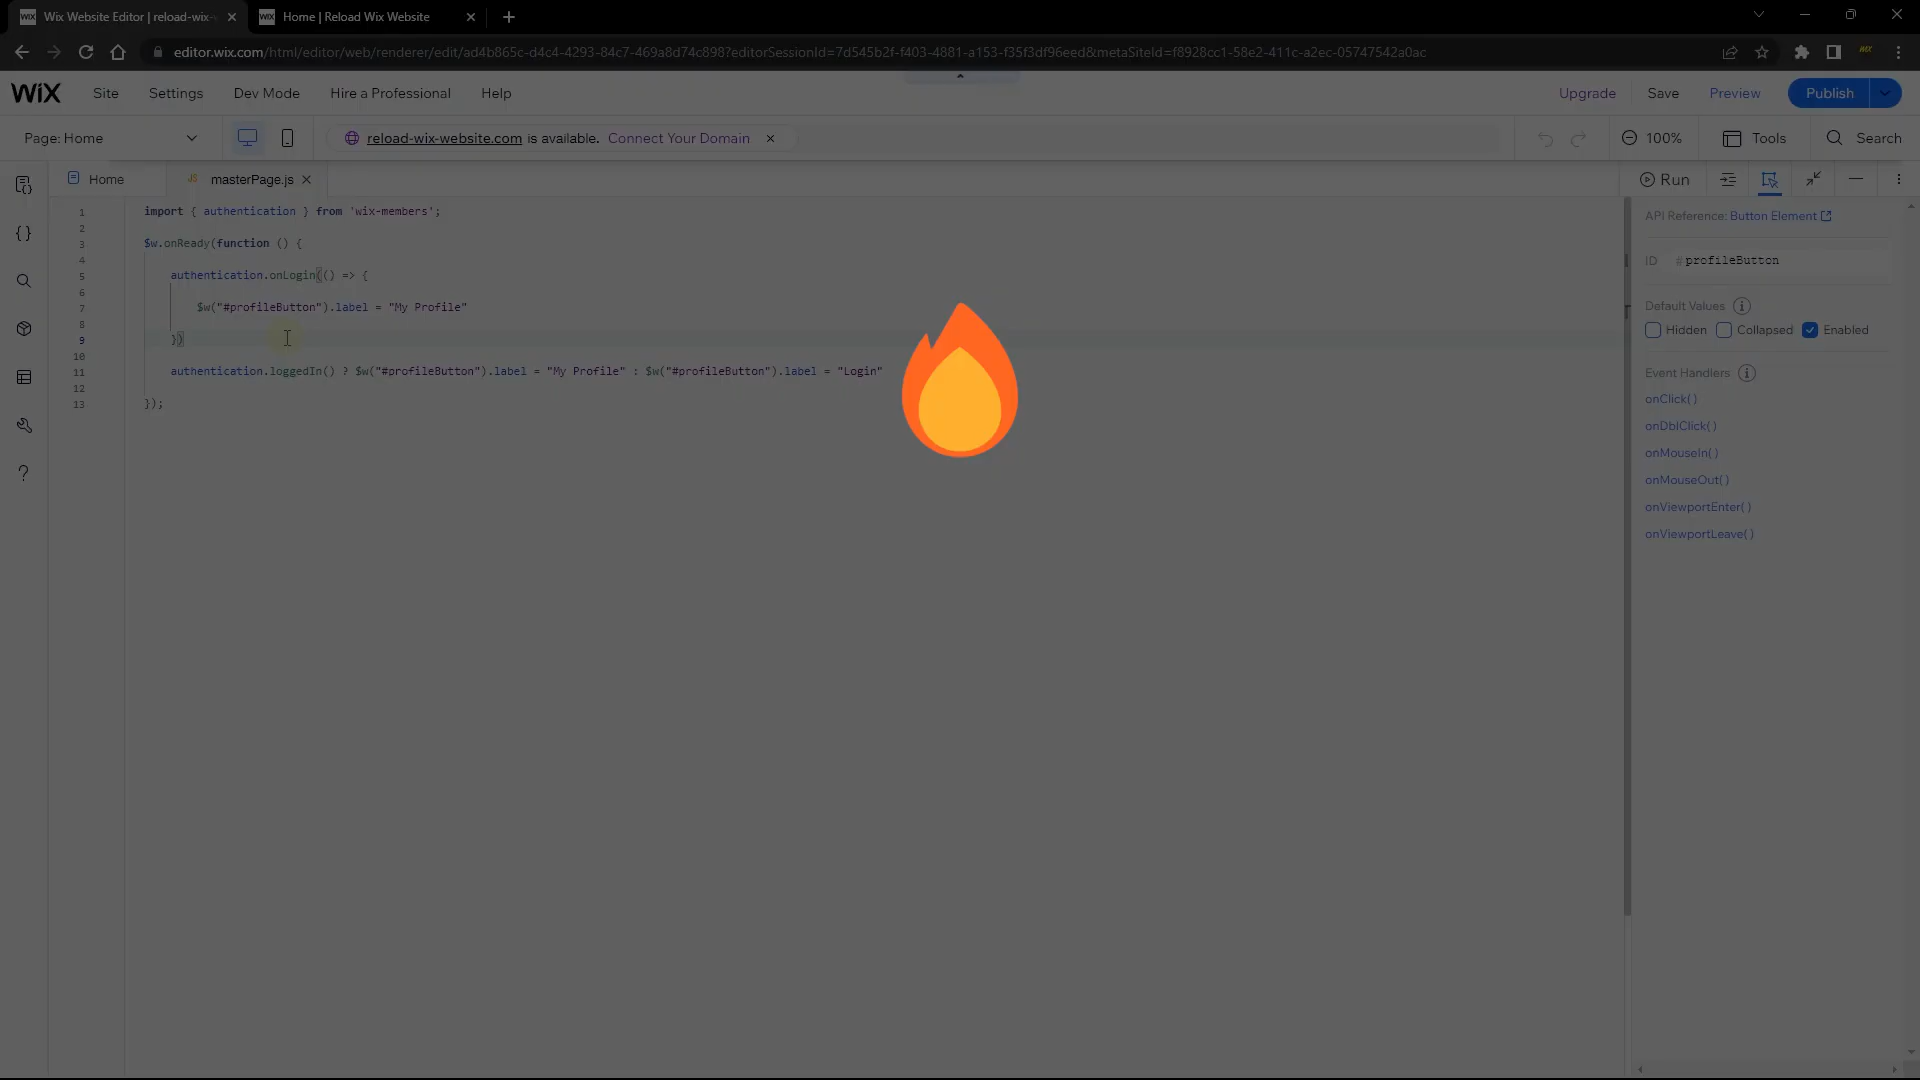 Wix Website Editor | reload-wix-
Home | Reload Wix Website
editor.wix.com/html/editor/web/renderer/edit/ad4b865c-d4c4-4293-84c7-469a8d74c898?editorSessionId=7d545b2f-f403-4881-a153-f35f3df96eed&metaSiteId=f8928cc1-58e2-411c-a2ec-05747542a0ac
WiX Site Settings Dev Mode Hire a Professional Help Upgrade Save Preview Publish
Page: Home reload-wix-website.com is available. Connect Your Domain 100% Tools Search
Home JS masterPage.js Run
1 import { authentication } from 'wix-members';
2
3 $w.onReady(function () {
4
5 authentication.onLogin(() => {
6
7 $w("#profileButton").label = "My Profile"
8
9 })
10
11 authentication.loggedIn() ? $w("#profileButton").label = "My Profile" : $w("#profileButton").label = "Login"
12
13 });
API Reference: Button Element
ID # profileButton
Default Values
Hidden Collapsed Enabled
Event Handlers
onClick( )
onDblClick( )
onMouseIn( )
onMouseOut( )
onViewportEnter( )
onViewportLeave( )